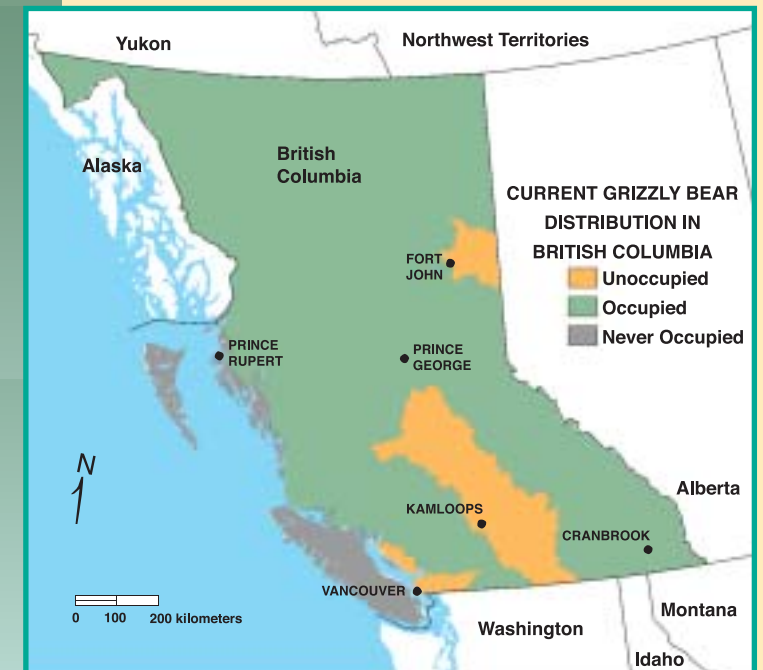 Yukon
Northwest Territories
Alaska
British
Columbia
CURRENT GRIZZLY BEAR
DISTRIBUTION IN
BRITISH COLUMBIA
Unoccupied
Occupied
Never Occupied
FORT
JOHN
PRINCE
RUPERT
PRINCE
GEORGE
N
Alberta
KAMLOOPS
CRANBROOK
VANCOUVER
0 100 200 kilometers
Washington
Montana
Idaho